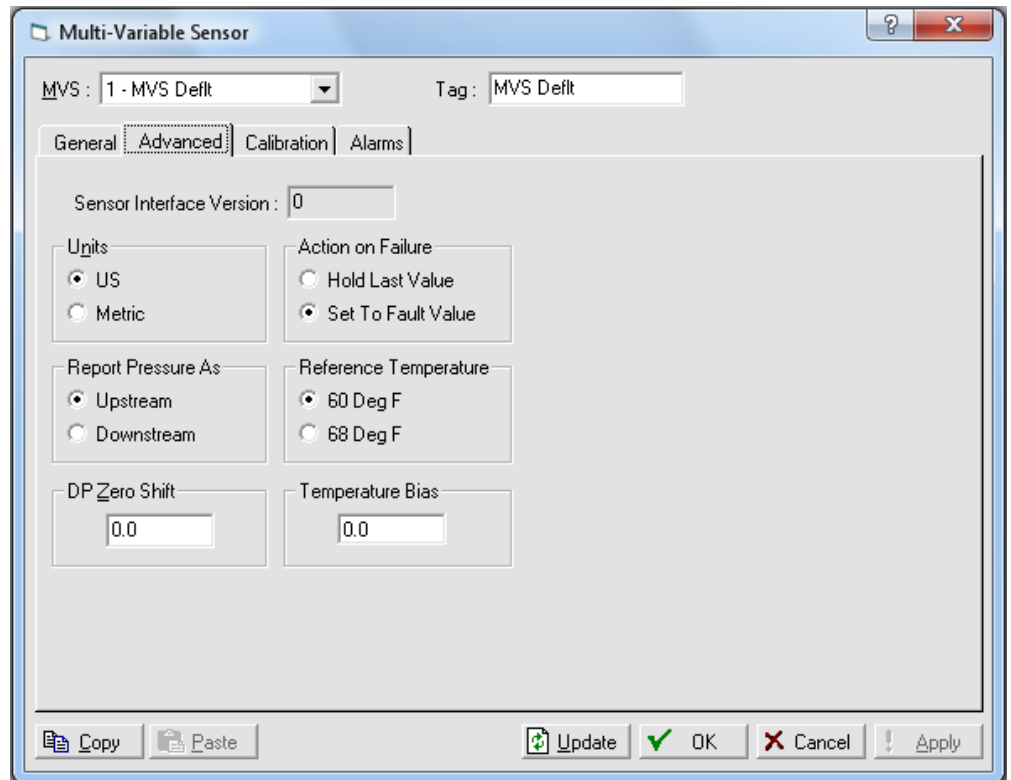 Multi-Variable Sensor
?
MVS : 1 - MVS Deflt Tag : MVS Deflt
General Advanced Calibration Alarms
Sensor Interface Version : 0
Units Action on Failure
US Hold Last Value
Metric Set To Fault Value
Report Pressure As Reference Temperature
Upstream 60 Deg F
Downstream 68 Deg F
DP Zero Shift Temperature Bias
0.0 0.0
Copy Paste Update OK Cancel ! Apply